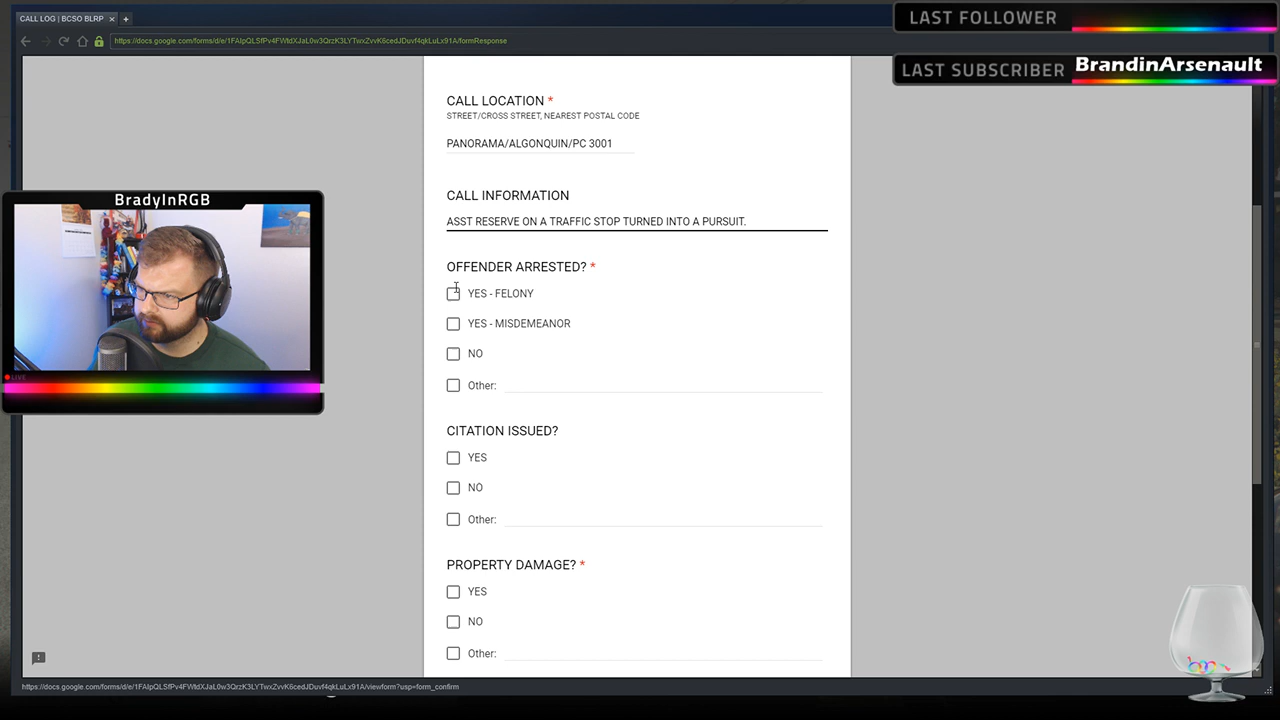 CALL LOG | BCSO BLRP
LAST FOLLOWER
https://docs.google.com/forms/d/e/1FAIpQLSfPv4FWtdXJaL0w3QrzK3LYTwxZvvK6cedJDuvf4qkLuLx91A/formResponse
LAST SUBSCRIBER BrandinArsenault
CALL LOCATION *
STREET/CROSS STREET, NEAREST POSTAL CODE
PANORAMA/ALGONQUIN/PC 3001
CALL INFORMATION
BradyInRGB
ASST RESERVE ON A TRAFFIC STOP TURNED INTO A PURSUIT.
OFFENDER ARRESTED? *
YES - FELONY
YES - MISDEMEANOR
NO
LIVE
Other:
CITATION ISSUED?
YES
NO
Other:
PROPERTY DAMAGE? *
YES
NO
Other:
https://docs.google.com/forms/d/e/1FAIpQLSfPv4FWtdXJaL0w3QrzK3LYTwxZvvK6cedJDuvf4qkLuLx91A/viewform?usp=form_confirm